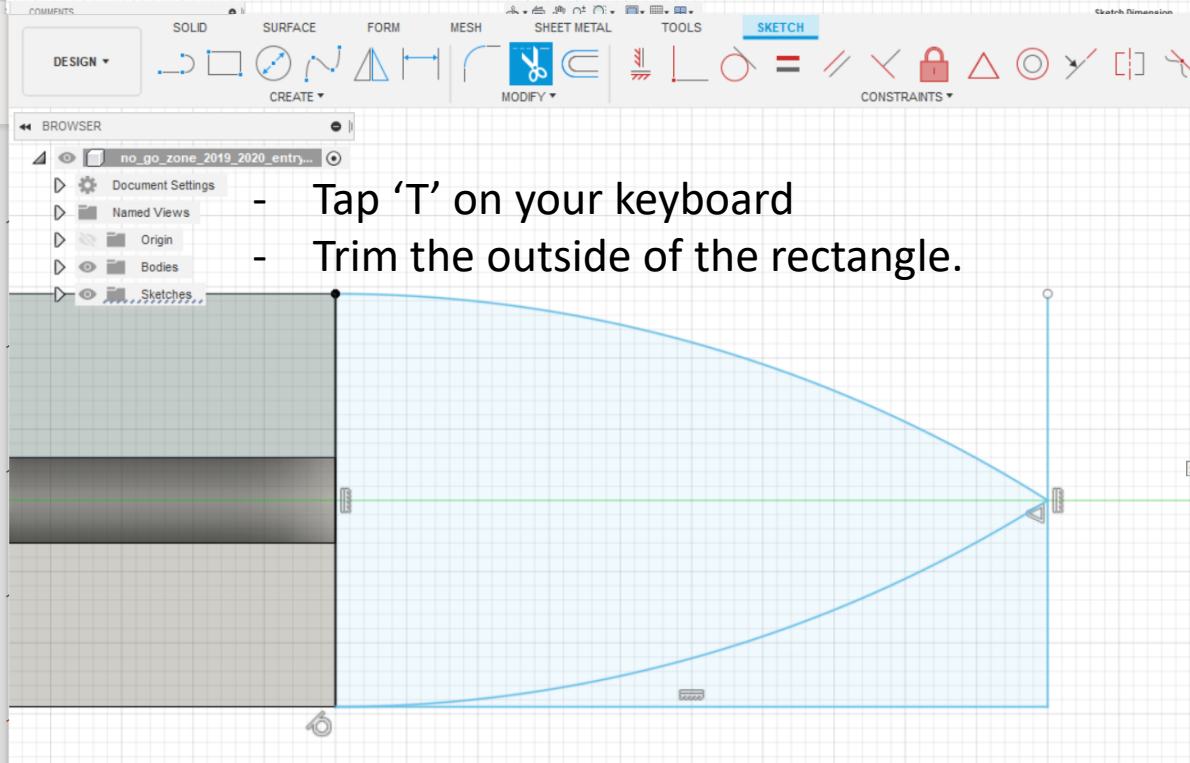 COMMENTS
Sketch Dimension
SOLID SURFACE FORM MESH SHEET METAL TOOLS SKETCH
DESIGN
CREATE MODIFY CONSTRAINTS
BROWSER
no_go_zone_2019_2020_entry...
Document Settings
Named Views
Origin
Bodies
Sketches
- Tap ‘T’ on your keyboard
- Trim the outside of the rectangle.